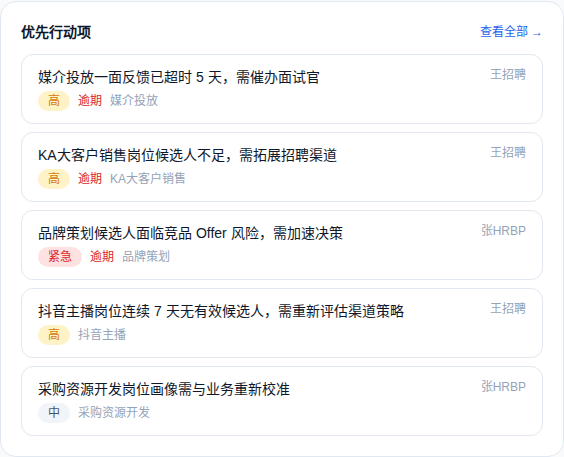 优先行动项 查看全部 →
媒介投放一面反馈已超时 5 天，需催办面试官 王招聘
高 逾期 媒介投放
KA大客户销售岗位候选人不足，需拓展招聘渠道 王招聘
高 逾期 KA大客户销售
品牌策划候选人面临竞品 Offer 风险，需加速决策 张HRBP
紧急 逾期 品牌策划
抖音主播岗位连续 7 天无有效候选人，需重新评估渠道策略 王招聘
高 抖音主播
采购资源开发岗位画像需与业务重新校准 张HRBP
中 采购资源开发